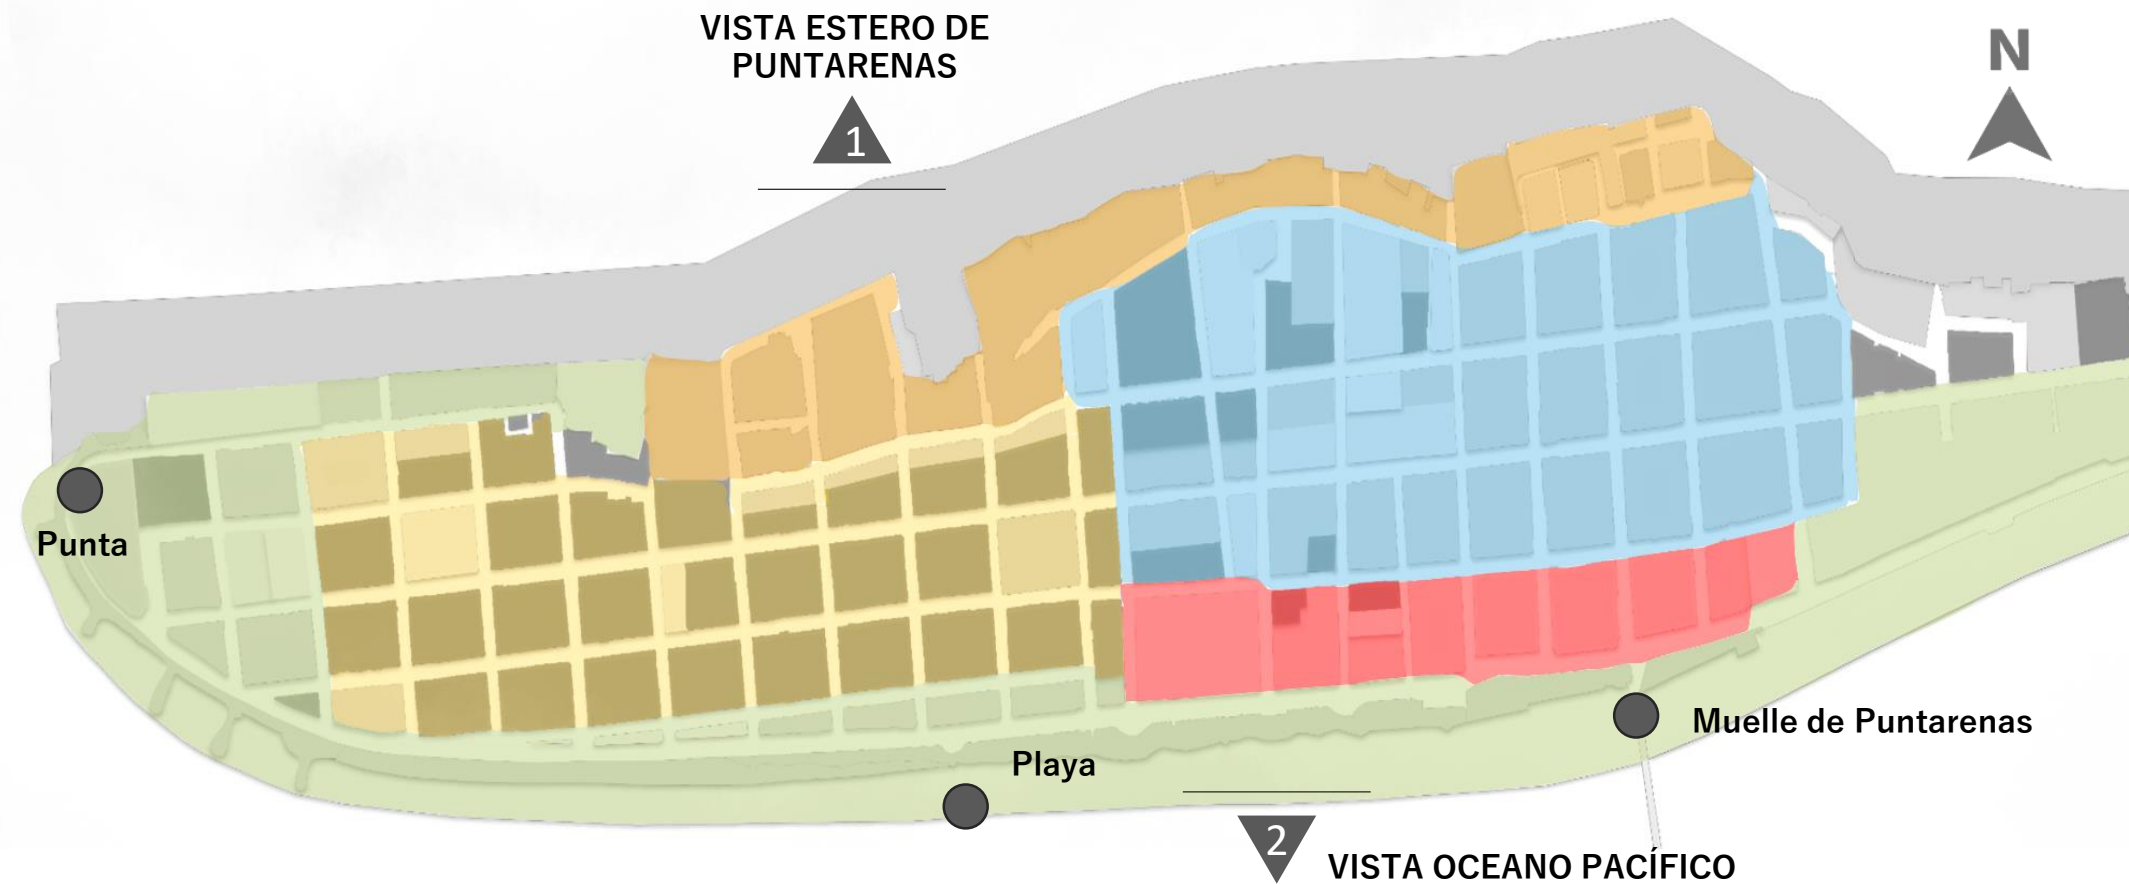 VISTA ESTERO DE
PUNTARENAS
1
N
Punta
Playa
Muelle de Puntarenas
2
VISTA OCEANO PACÍFICO